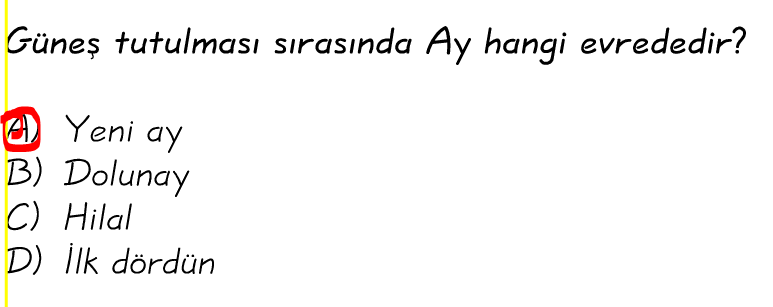 Güneş tutulması sırasında Ay hangi evrededir?
A) Yeni ay
B) Dolunay
C) Hilal
D) İlk dördün